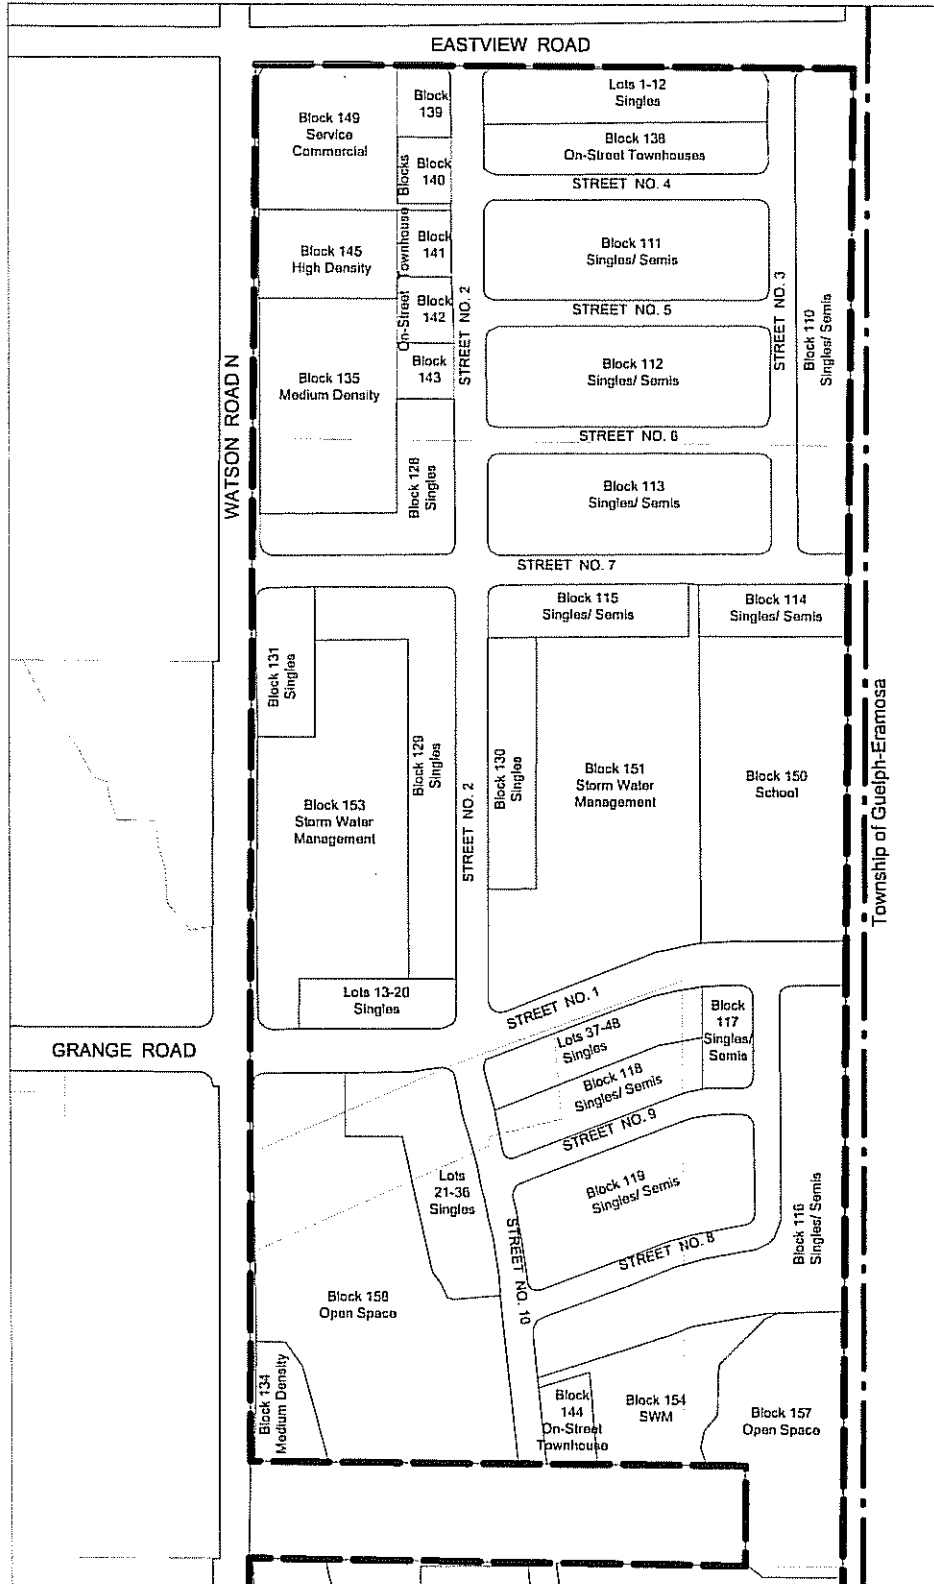 EASTVIEW ROAD
Block 149
Service
Commercial
Block
139
Lots 1-12
Singles
Block 138
On-Street Townhouses
Block
140
STREET NO. 4
Block 145
High Density
On-Street Townhouse Blocks
Block
141
Block 111
Singles/ Semis
Block
142
STREET NO. 2
STREET NO. 5
STREET NO. 3
Block 110
Singles/ Semis
Block 135
Medium Density
Block
143
Block 112
Singles/ Semis
WATSON ROAD N
STREET NO. 6
Block 128
Singles
Block 113
Singles/ Semis
STREET NO. 7
Block 115
Singles/ Semis
Block 114
Singles/ Semis
Block 131
Singles
Block 129
Singles
Block 130
Singles
Block 151
Storm Water
Management
Block 150
School
Block 153
Storm Water
Management
STREET NO. 2
Township of Guelph-Eramosa
Lots 13-20
Singles
STREET NO. 1
GRANGE ROAD
Lots 37-48
Singles
Block
117
Singles/
Semis
Block 118
Singles/ Semis
STREET NO. 9
Lots
21-36
Singles
Block 119
Singles/ Semis
Block 116
Singles/ Semis
STREET NO. 8
STREET NO. 10
Block 158
Open Space
Block 134
Medium Density
Block
144
On-Street
Townhouse
Block 154
SWM
Block 157
Open Space